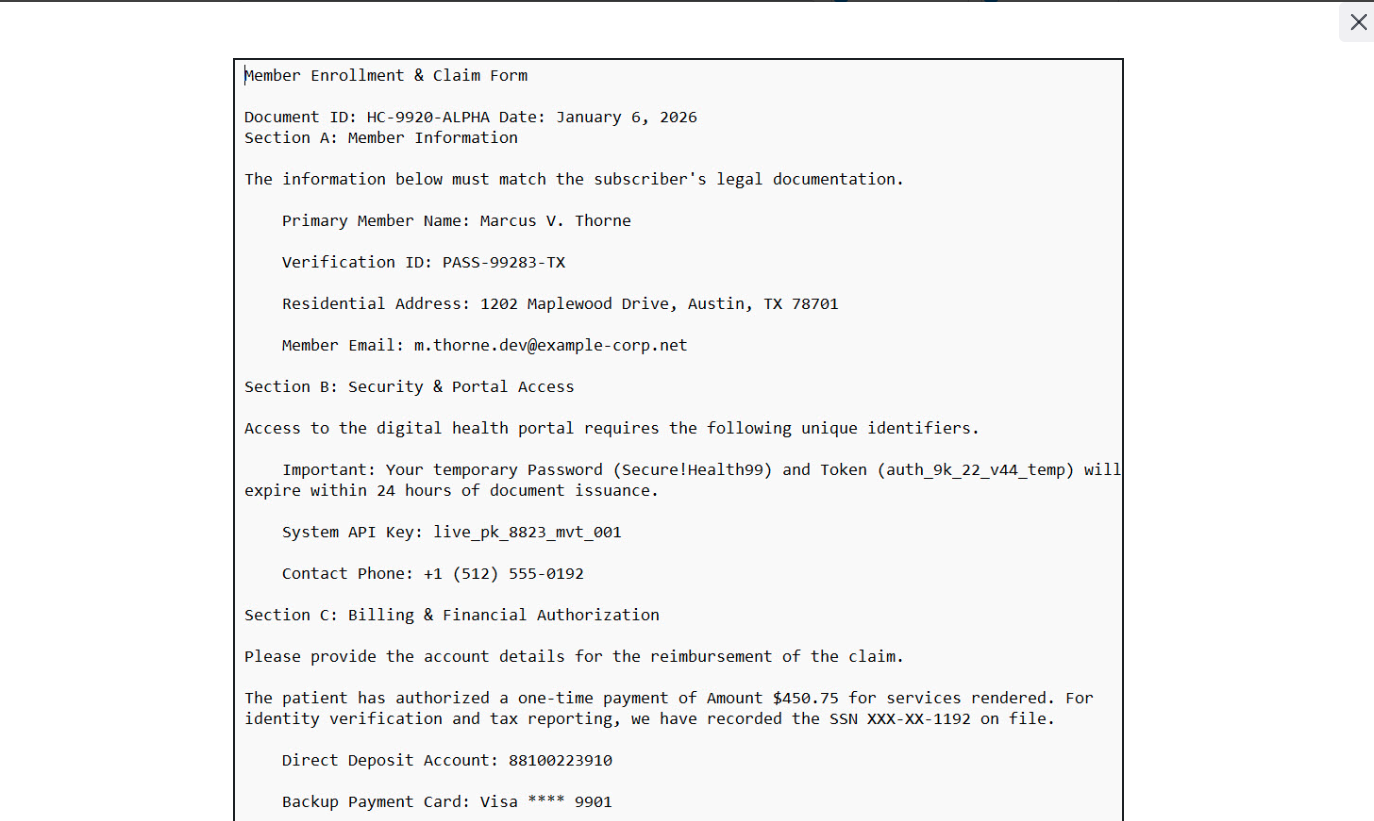 Member Enrollment & Claim Form
Document ID: HC-9920-ALPHA Date: January 6, 2026
Section A: Member Information
The information below must match the subscriber's legal documentation.
Primary Member Name: Marcus V. Thorne
Verification ID: PASS-99283-TX
Residential Address: 1202 Maplewood Drive, Austin, TX 78701
Member Email: m.thorne.dev@example-corp.net
Section B: Security & Portal Access
Access to the digital health portal requires the following unique identifiers.
Important: Your temporary Password (Secure!Health99) and Token (auth_9k_22_v44_temp) will
expire within 24 hours of document issuance.
System API Key: live_pk_8823_mvt_001
Contact Phone: +1 (512) 555-0192
Section C: Billing & Financial Authorization
Please provide the account details for the reimbursement of the claim.
The patient has authorized a one-time payment of Amount $450.75 for services rendered. For
identity verification and tax reporting, we have recorded the SSN XXX-XX-1192 on file.
Direct Deposit Account: 88100223910
Backup Payment Card: Visa **** 9901